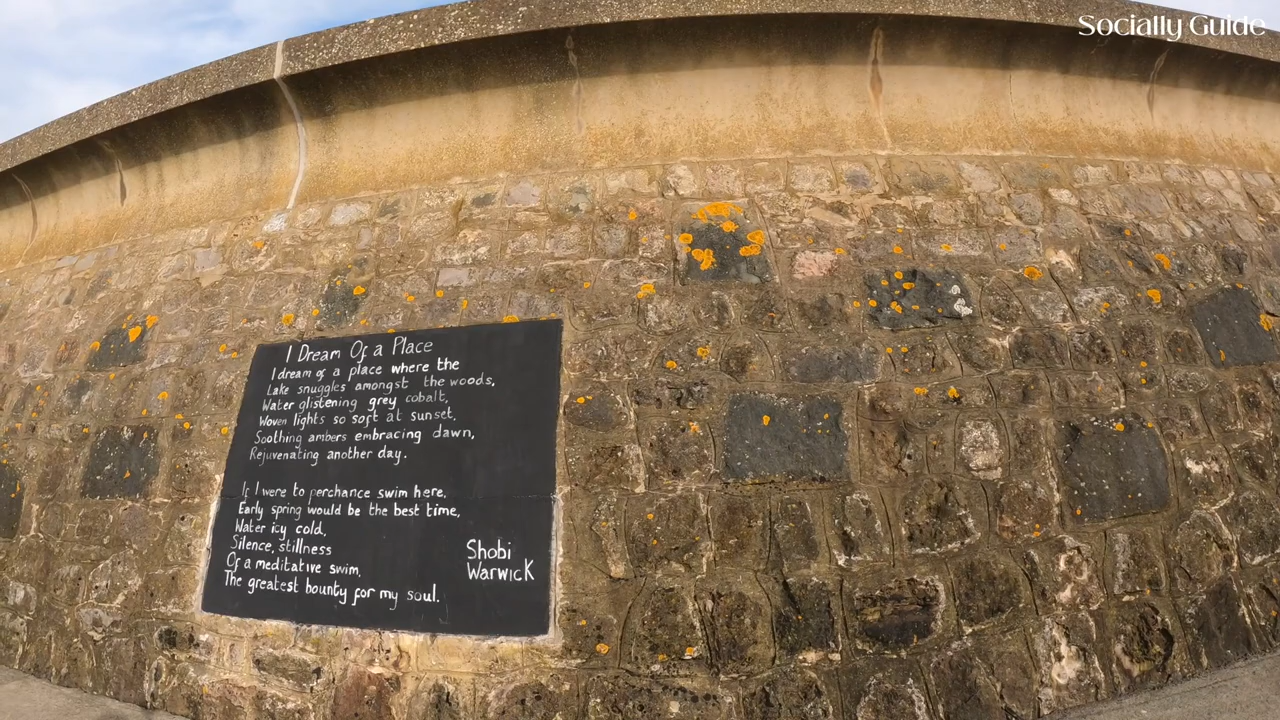 Socially Guide
I Dream Of a Place
I dream of a place where the
Lake snuggles amongst the woods,
Water glistening grey cobalt,
Woven lights so soft at sunset,
Soothing ambers embracing dawn,
Rejuvenating another day.
If I were to perchance swim here,
Early spring would be the best time,
Water icy cold,
Silence, stillness
Of a meditative swim,
The greatest bounty for my soul.
Shobi
Warwick